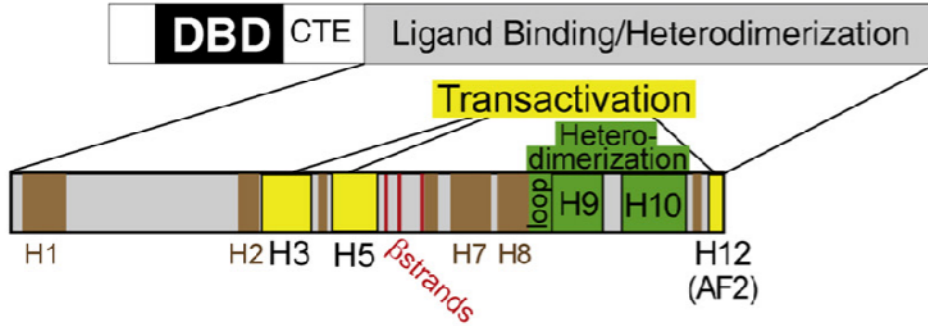 DBD CTE Ligand Binding/Heterodimerization
Transactivation
Hetero-
dimerization
loop H9 H10
H1 H2 H3 H5 βstrands H7 H8 H12
(AF2)